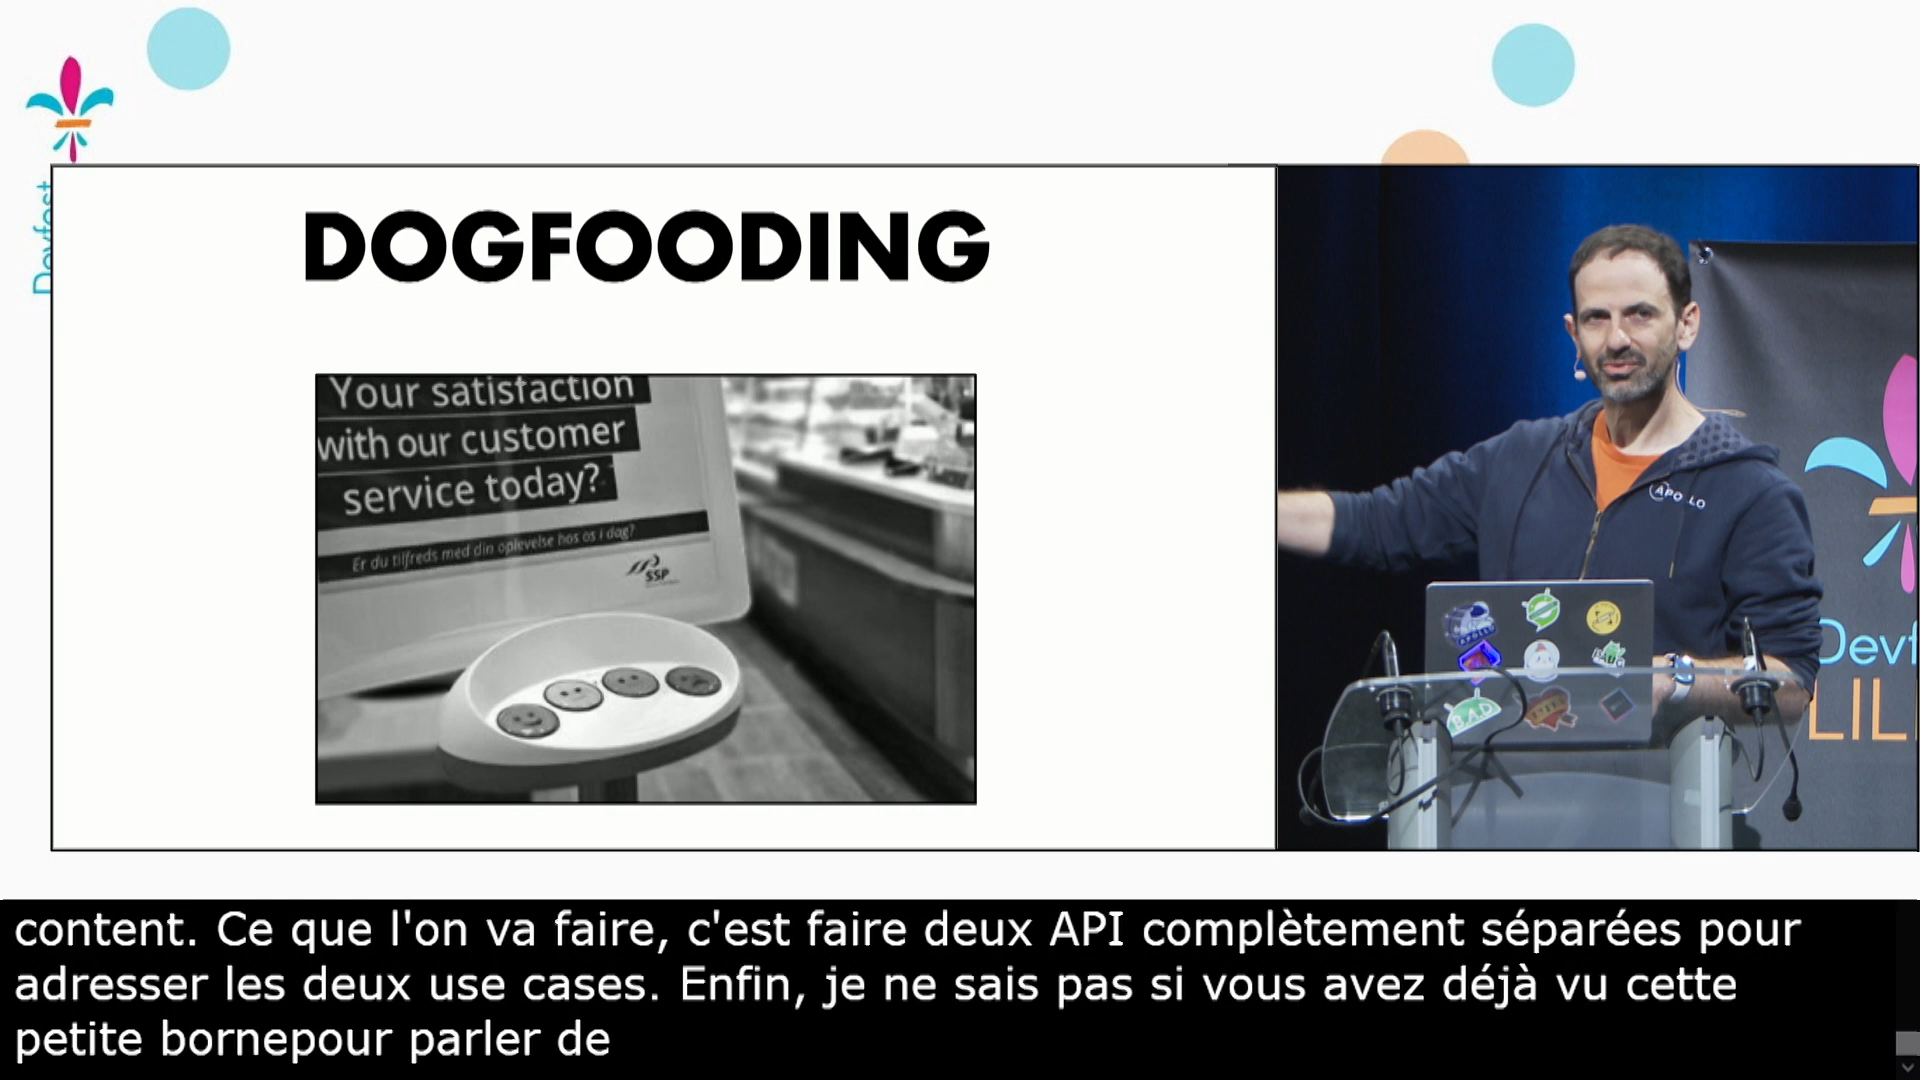 DOGFOODING
Your satisfaction
with our customer
service today?
Er du tilfreds med din oplevelse hos os i dag?
SSP
APOLLO
APOLLO
B.A.D
Devf
LIL
Devfest
content. Ce que l'on va faire, c'est faire deux API complètement séparées pour
adresser les deux use cases. Enfin, je ne sais pas si vous avez déjà vu cette
petite bornepour parler de